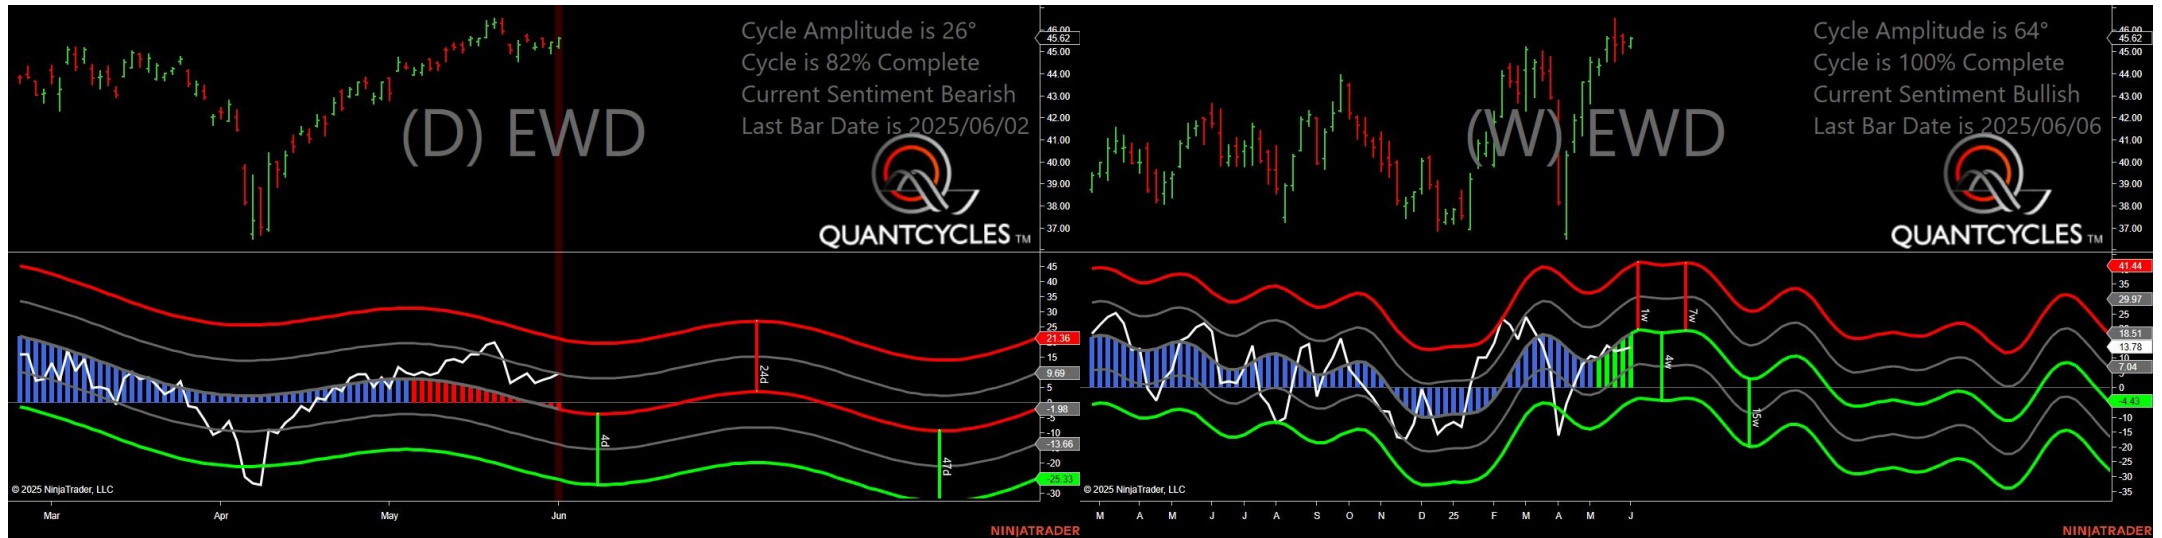 Cycle Amplitude is 26°
Cycle is 82% Complete
Current Sentiment Bearish
Last Bar Date is 2025/06/02
(D) EWD
QUANTCYCLES TM
46.00
45.62
45.00
44.00
43.00
42.00
41.00
40.00
39.00
38.00
37.00
45
40
35
30
25
21.36
15
9.69
5
-1.98
-5
-10
-13.66
-20
-25.33
-30
24d
4d
47d
© 2025 NinjaTrader, LLC
Mar
Apr
May
Jun
NINJATRADER
Cycle Amplitude is 64°
Cycle is 100% Complete
Current Sentiment Bullish
Last Bar Date is 2025/06/06
(W) EWD
QUANTCYCLES TM
46.00
45.62
45.00
44.00
43.00
42.00
41.00
40.00
39.00
38.00
37.00
41.44
35
29.97
25
18.51
13.78
10
7.04
0
-4.43
-10
-15
-20
-25
-30
-35
1w
7w
4w
15w
© 2025 NinjaTrader, LLC
M A M J J A S O N D 25 F M A M J
NINJATRADER